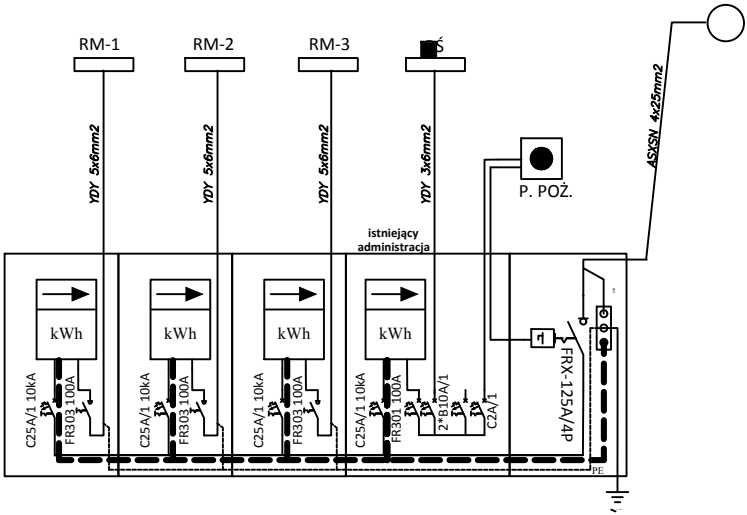 RM-1
RM-2
RM-3
Ś
YDY 5x6mm2
YDY 5x6mm2
YDY 5x6mm2
YDY 3x6mm2
ASXSN 4x25mm2
P. POŻ.
istniejący
administracja
kWh
kWh
kWh
kWh
C25A/1 10kA
FR303 100A
C25A/1 10kA
FR303 100A
C25A/1 10kA
FR303 100A
C25A/1 10kA
FR301 100A
2*B10A/1
C2A/1
FRX-125A/4P
PE